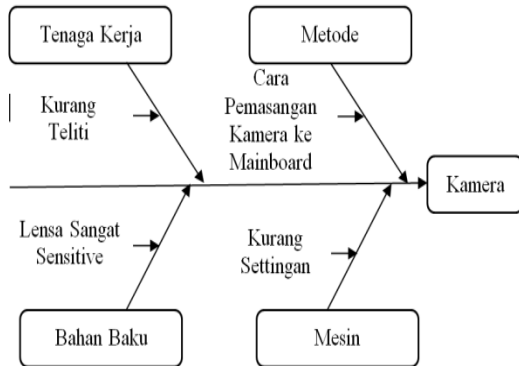 Tenaga Kerja
Metode
Kurang
Teliti
Cara
Pemasangan
Kamera ke
Mainboard
Kamera
Lensa Sangat
Sensitive
Kurang
Settingan
Bahan Baku
Mesin